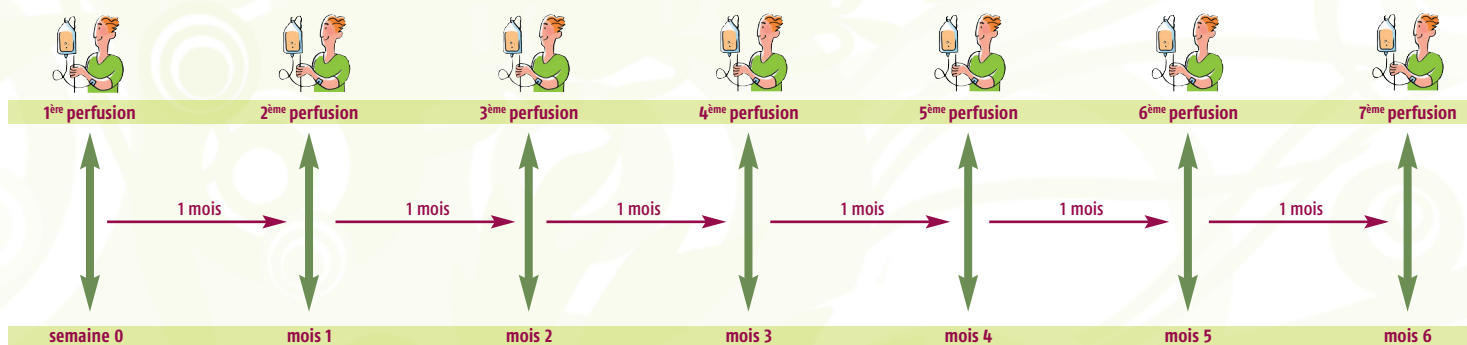 1ère perfusion 2ème perfusion 3ème perfusion 4ème perfusion 5ème perfusion 6ème perfusion 7ème perfusion
1 mois 1 mois 1 mois 1 mois 1 mois 1 mois
semaine 0 mois 1 mois 2 mois 3 mois 4 mois 5 mois 6